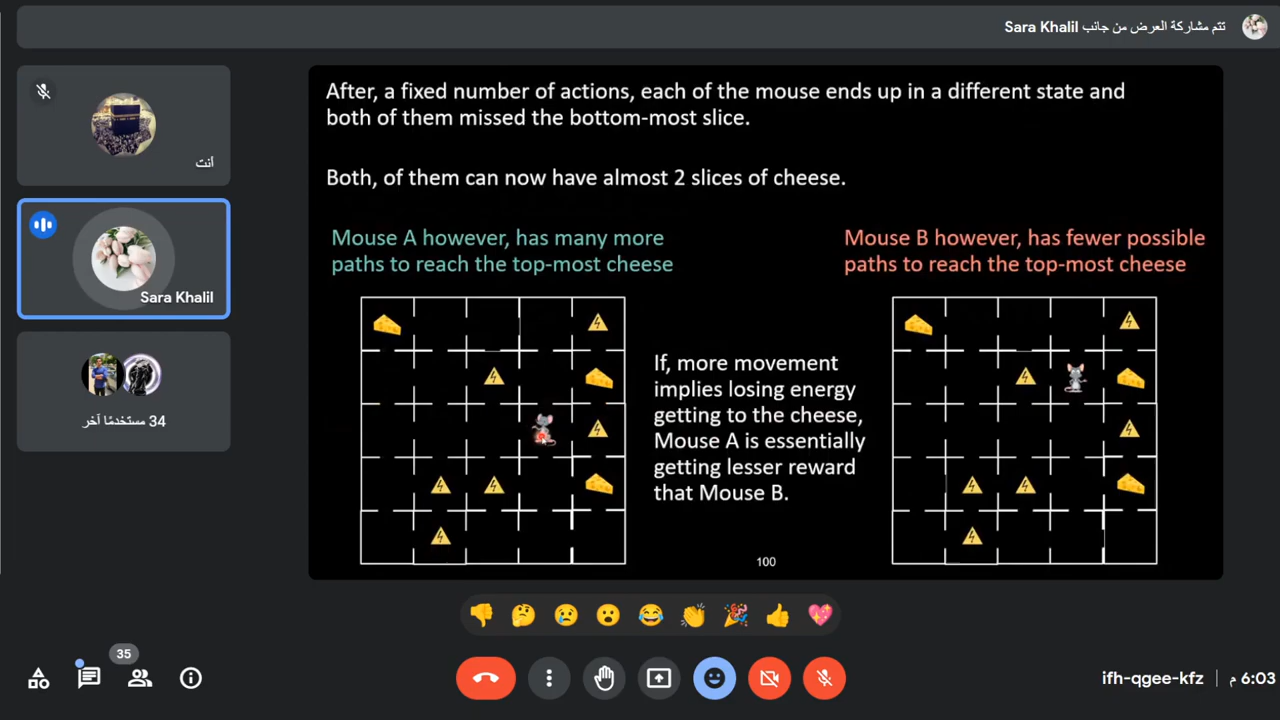 تتم مشاركة العرض من جانب Sara Khalil
أنت
Sara Khalil
34 مستخدمًا آخر
After, a fixed number of actions, each of the mouse ends up in a different state and
both of them missed the bottom-most slice.
Both, of them can now have almost 2 slices of cheese.
Mouse A however, has many more
paths to reach the top-most cheese
Mouse B however, has fewer possible
paths to reach the top-most cheese
If, more movement
implies losing energy
getting to the cheese,
Mouse A is essentially
getting lesser reward
that Mouse B.
100
35
ifh-qgee-kfz | 6:03 م